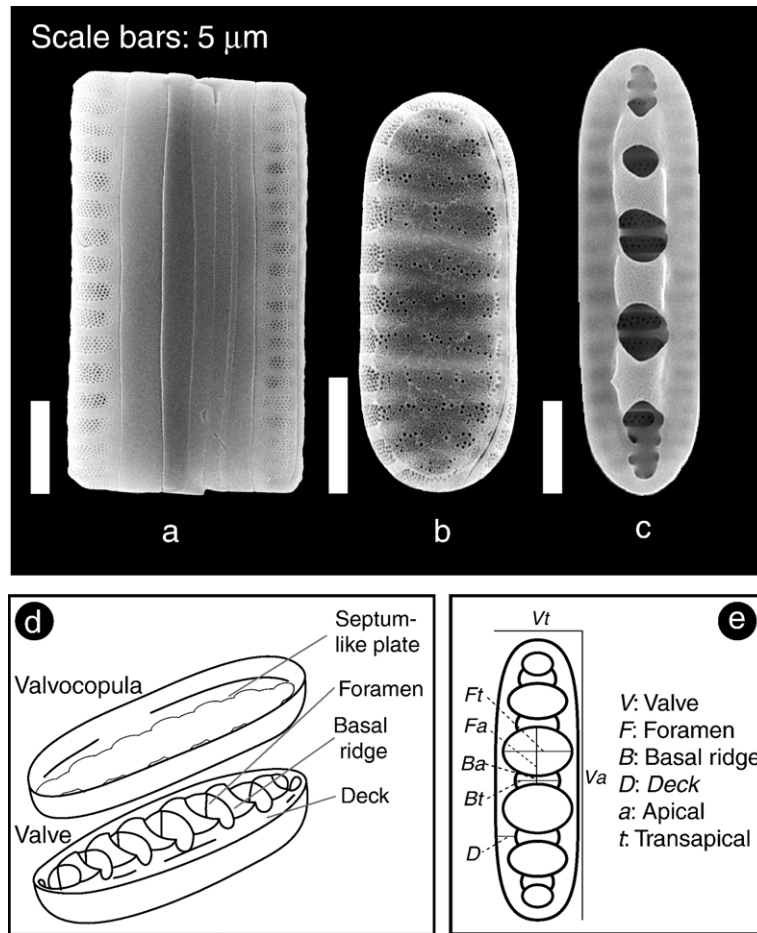 Scale bars: 5 μm
a
b
c
d
Septum-
like plate
Valvocopula
Foramen
Basal
ridge
Deck
Valve
e
Vt
Ft
Fa
Ba
Bt
Va
D
V: Valve
F: Foramen
B: Basal ridge
D: Deck
a: Apical
t: Transapical